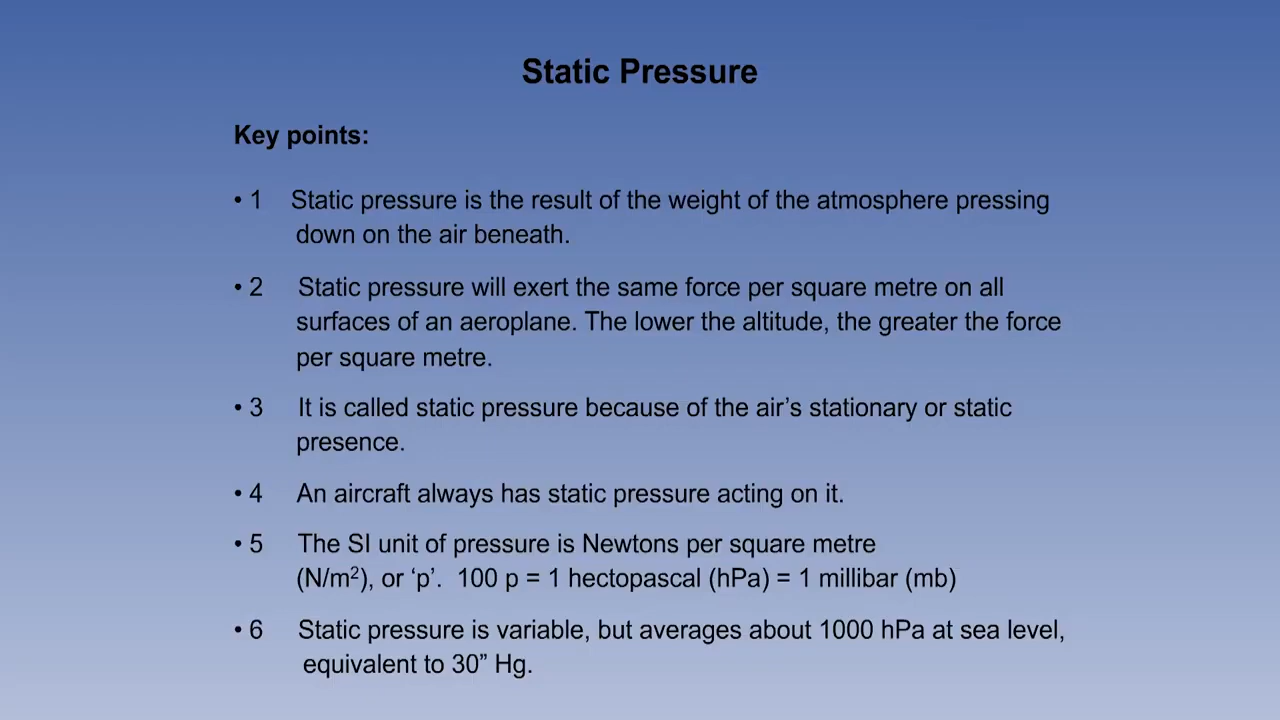 Static Pressure
Key points:
• 1 Static pressure is the result of the weight of the atmosphere pressing
down on the air beneath.
• 2 Static pressure will exert the same force per square metre on all
surfaces of an aeroplane. The lower the altitude, the greater the force
per square metre.
• 3 It is called static pressure because of the air’s stationary or static
presence.
• 4 An aircraft always has static pressure acting on it.
• 5 The SI unit of pressure is Newtons per square metre
(N/m²), or ‘p’. 100 p = 1 hectopascal (hPa) = 1 millibar (mb)
• 6 Static pressure is variable, but averages about 1000 hPa at sea level,
equivalent to 30” Hg.